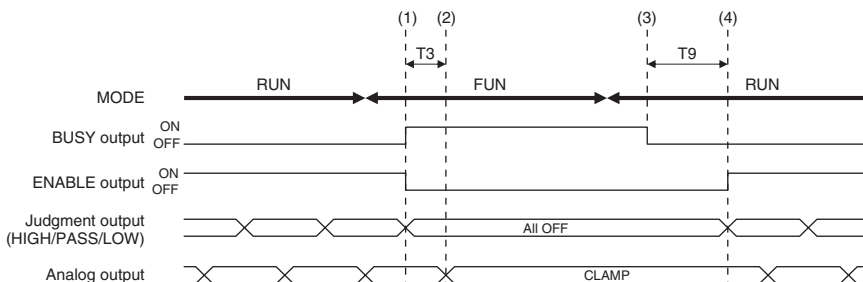 (1) (2) (3) (4)
T3 T9
MODE RUN FUN RUN
BUSY output ON
OFF
ENABLE output ON
OFF
Judgment output
(HIGH/PASS/LOW) All OFF
Analog output CLAMP